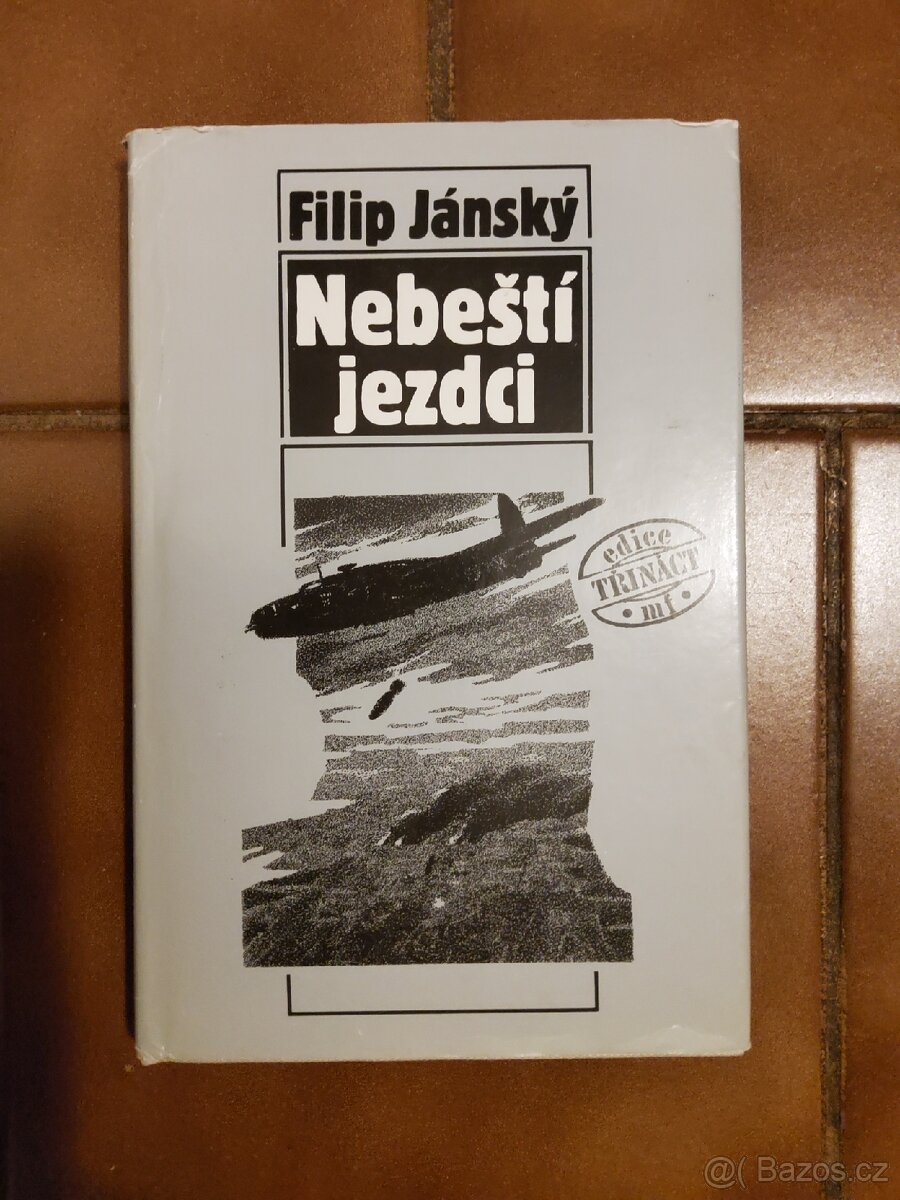 Filip Jánský
Nebeští
jezdci
edice
TŘINÁCT
• mf •
@( Bazos.cz